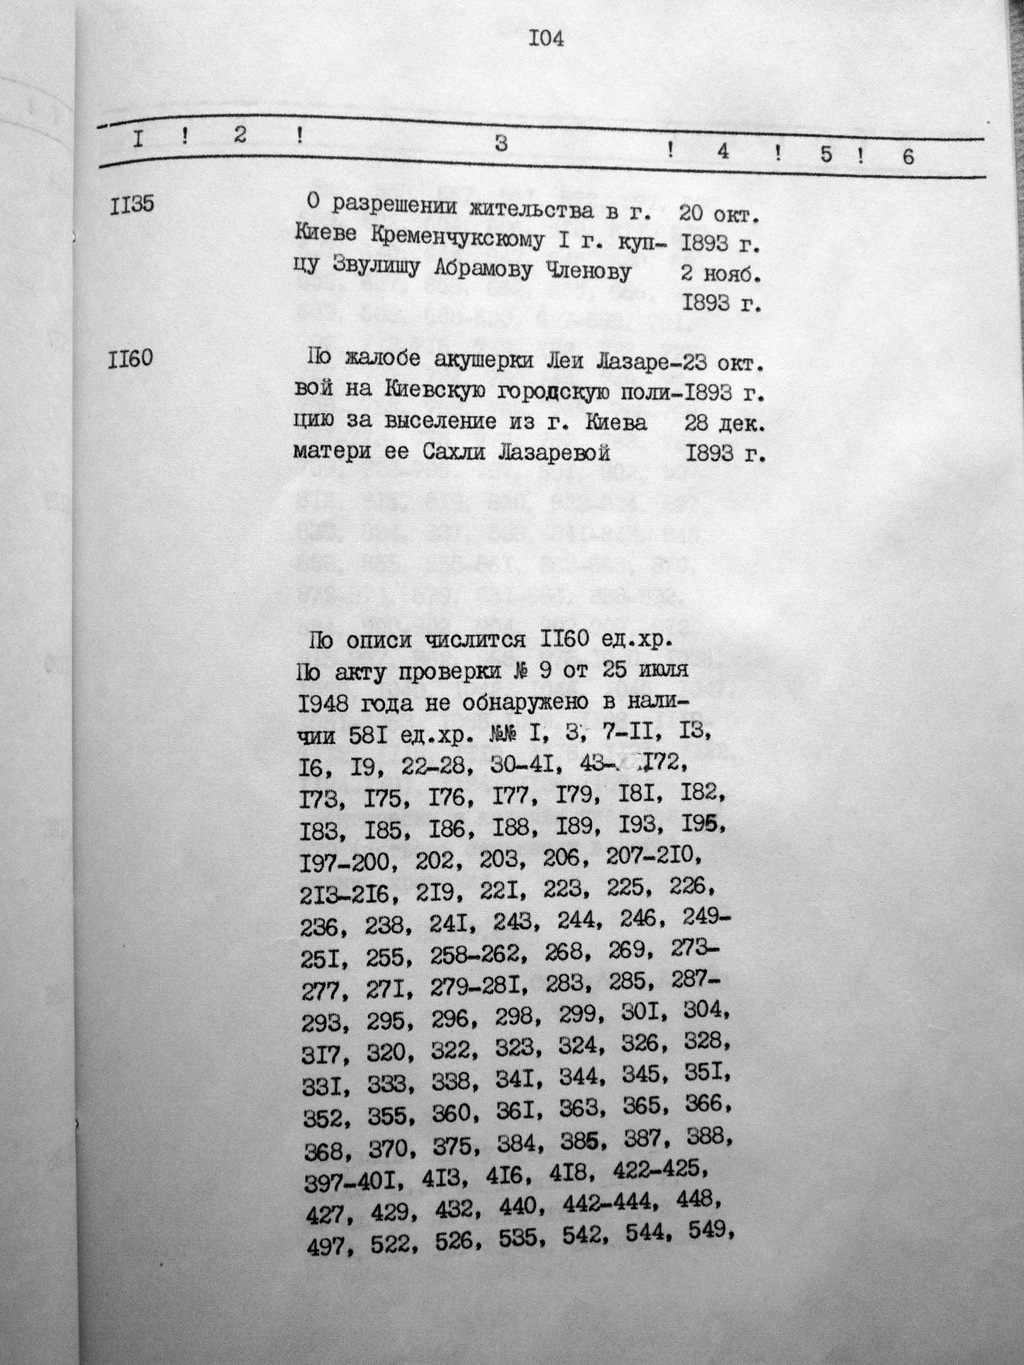 I04
I ! 2 ! 3 ! 4 ! 5 ! 6
II35 О разрешении жительства в г. 20 окт.
Киеве Кременчукскому I г. куп- I893 г.
цу Звулишу Абрамову Членову 2 нояб.
I893 г.
II60 По жалобе акушерки Леи Лазаре-23 окт.
вой на Киевскую городскую поли-I893 г.
цию за выселение из г. Киева 28 дек.
матери ее Сахли Лазаревой I893 г.
По описи числится II60 ед.хр.
По акту проверки № 9 от 25 июля
I948 года не обнаружено в нали-
чии 58I ед.хр. №№ I, 3, 7-II, I3,
I6, I9, 22-28, 30-4I, 43- I72,
I73, I75, I76, I77, I79, I8I, I82,
I83, I85, I86, I88, I89, I93, I95,
I97-200, 202, 203, 206, 207-2I0,
2I3-2I6, 2I9, 22I, 223, 225, 226,
236, 238, 24I, 243, 244, 246, 249-
25I, 255, 258-262, 268, 269, 273-
277, 27I, 279-28I, 283, 285, 287-
293, 295, 296, 298, 299, 30I, 304,
3I7, 320, 322, 323, 324, 326, 328,
33I, 333, 338, 34I, 344, 345, 35I,
352, 355, 360, 36I, 363, 365, 366,
368, 370, 375, 384, 385, 387, 388,
397-40I, 4I3, 4I6, 4I8, 422-425,
427, 429, 432, 440, 442-444, 448,
497, 522, 526, 535, 542, 544, 549,